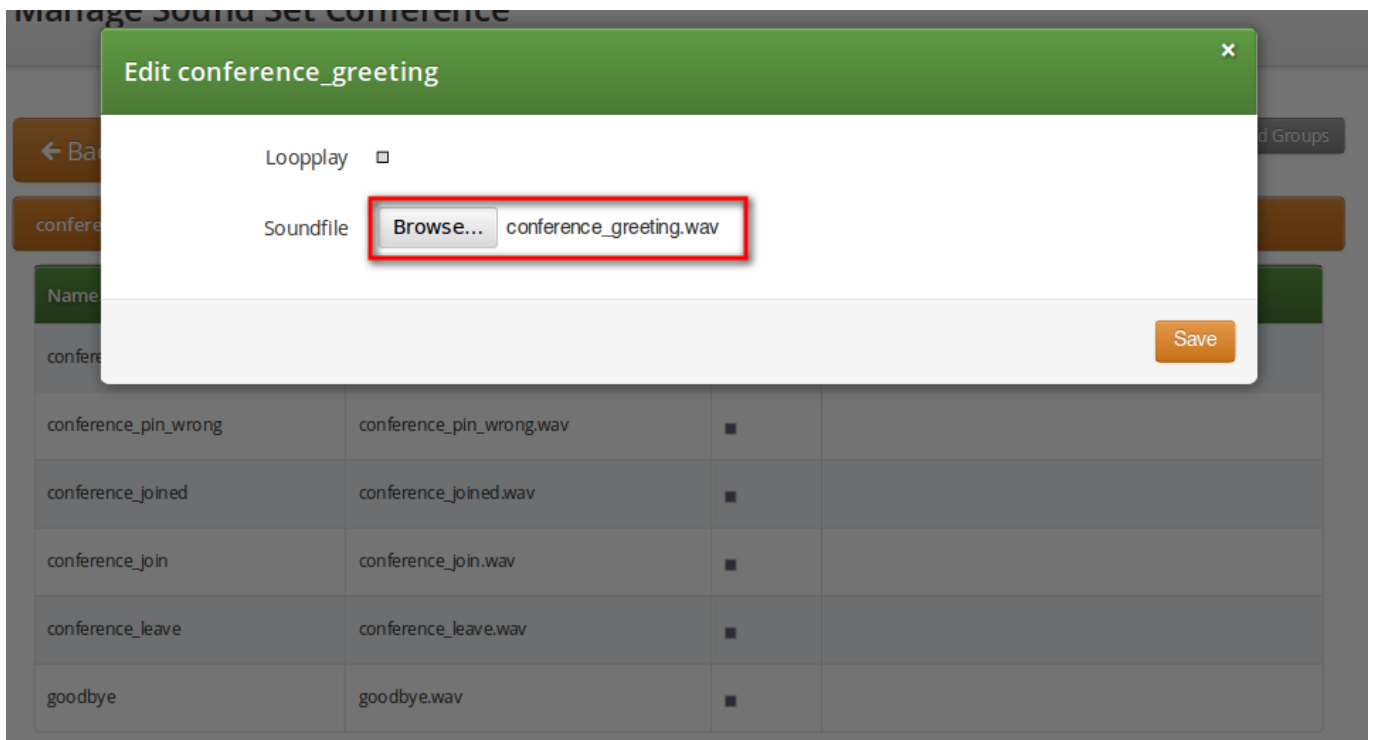 Manage Sound Set Conference
Edit conference_greeting
×
Loopplay
Soundfile Browse... conference_greeting.wav
Save
d Groups
Name
conference_pin_wrong conference_pin_wrong.wav
conference_joined conference_joined.wav
conference_join conference_join.wav
conference_leave conference_leave.wav
goodbye goodbye.wav